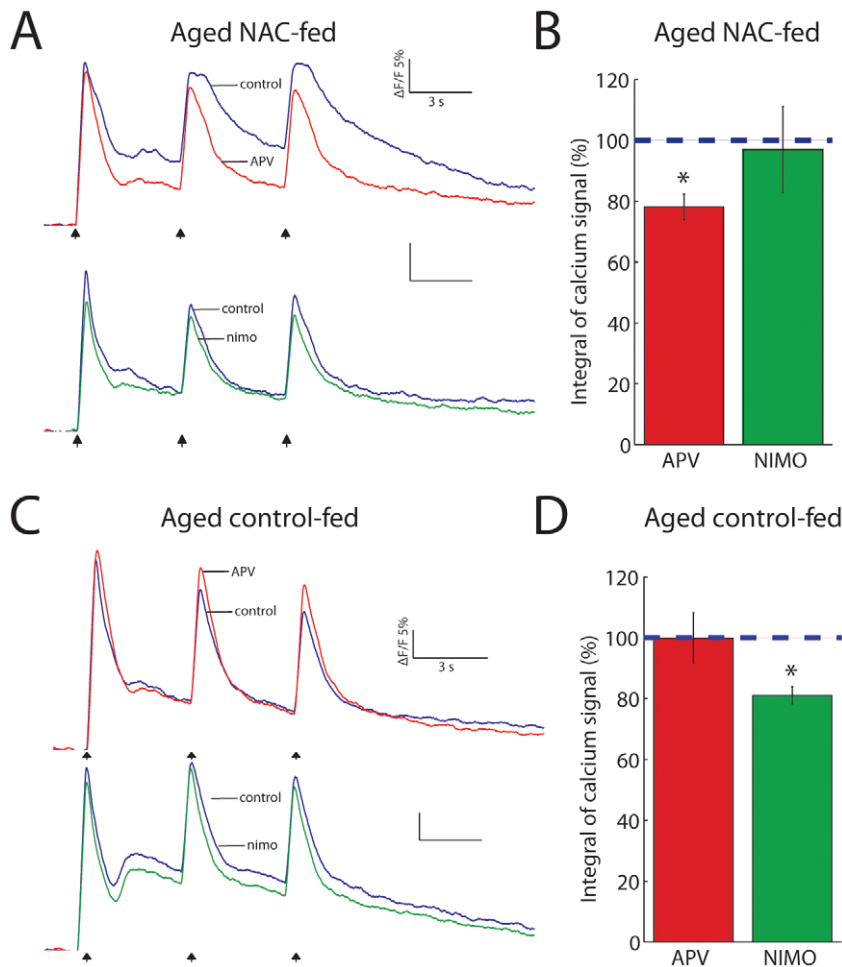 A
Aged NAC-fed
control
APV
ΔF/F 5%
3 s
control
nimo
B
Aged NAC-fed
Integral of calcium signal (%)
120
100
80
60
40
20
0
*
APV NIMO
C
Aged control-fed
APV
control
ΔF/F 5%
3 s
control
nimo
D
Aged control-fed
Integral of calcium signal (%)
120
100
80
60
40
20
0
*
APV NIMO